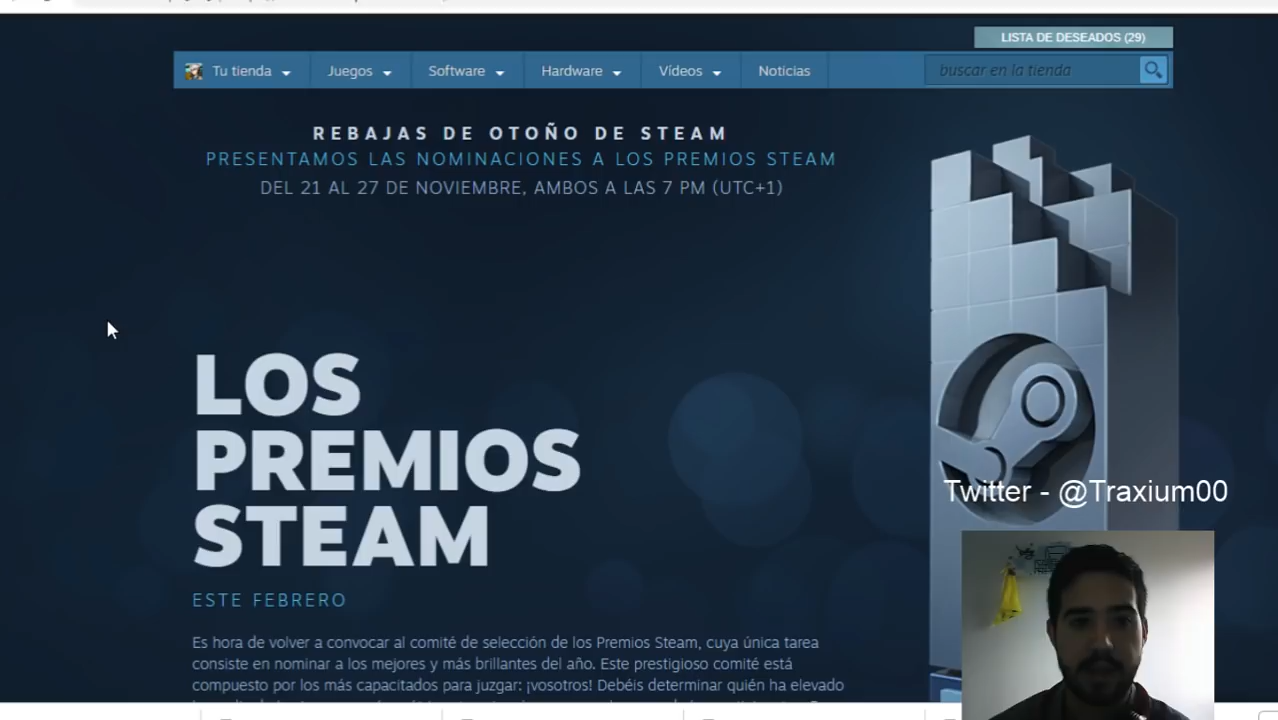 LISTA DE DESEADOS (29)
Tu tienda
Juegos
Software
Hardware
Vídeos
Noticias
buscar en la tienda
REBAJAS DE OTOÑO DE STEAM
PRESENTAMOS LAS NOMINACIONES A LOS PREMIOS STEAM
DEL 21 AL 27 DE NOVIEMBRE, AMBOS A LAS 7 PM (UTC+1)
LOS
PREMIOS
STEAM
ESTE FEBRERO
Es hora de volver a convocar al comité de selección de los Premios Steam, cuya única tarea
consiste en nominar a los mejores y más brillantes del año. Este prestigioso comité está
compuesto por los más capacitados para juzgar: ¡vosotros! Debéis determinar quién ha elevado
Twitter - @Traxium00